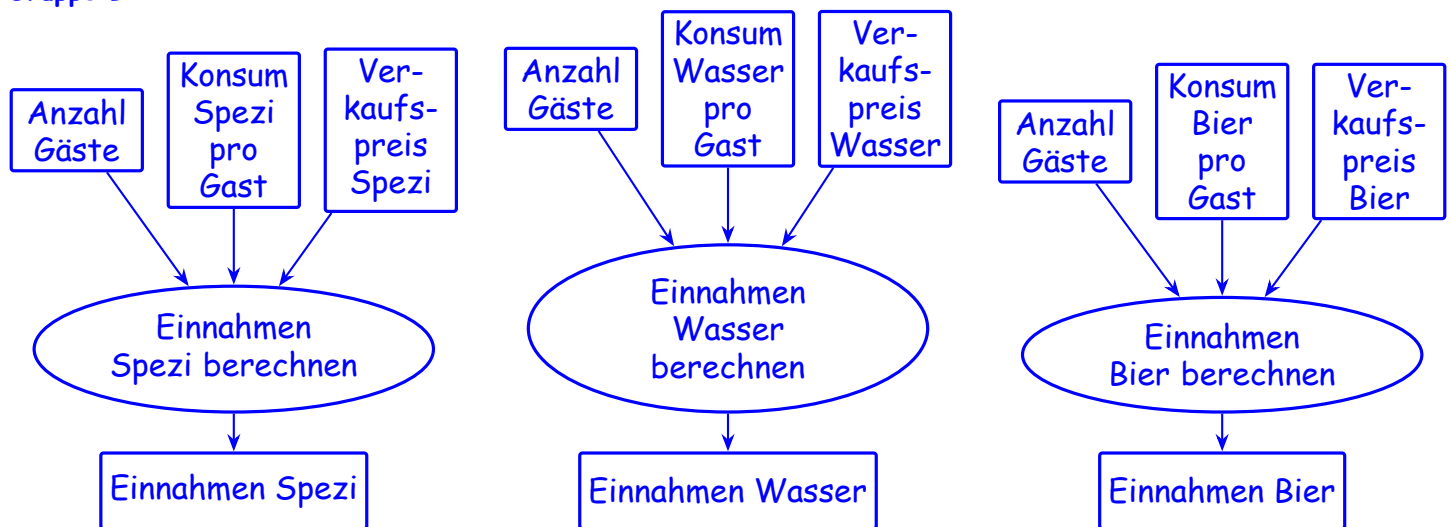 Anzahl
Gäste
Konsum
Spezi
pro
Gast
Ver-
kaufs-
preis
Spezi
Einnahmen
Spezi berechnen
Einnahmen Spezi
Anzahl
Gäste
Konsum
Wasser
pro
Gast
Ver-
kaufs-
preis
Wasser
Einnahmen
Wasser
berechnen
Einnahmen Wasser
Anzahl
Gäste
Konsum
Bier
pro
Gast
Ver-
kaufs-
preis
Bier
Einnahmen
Bier berechnen
Einnahmen Bier